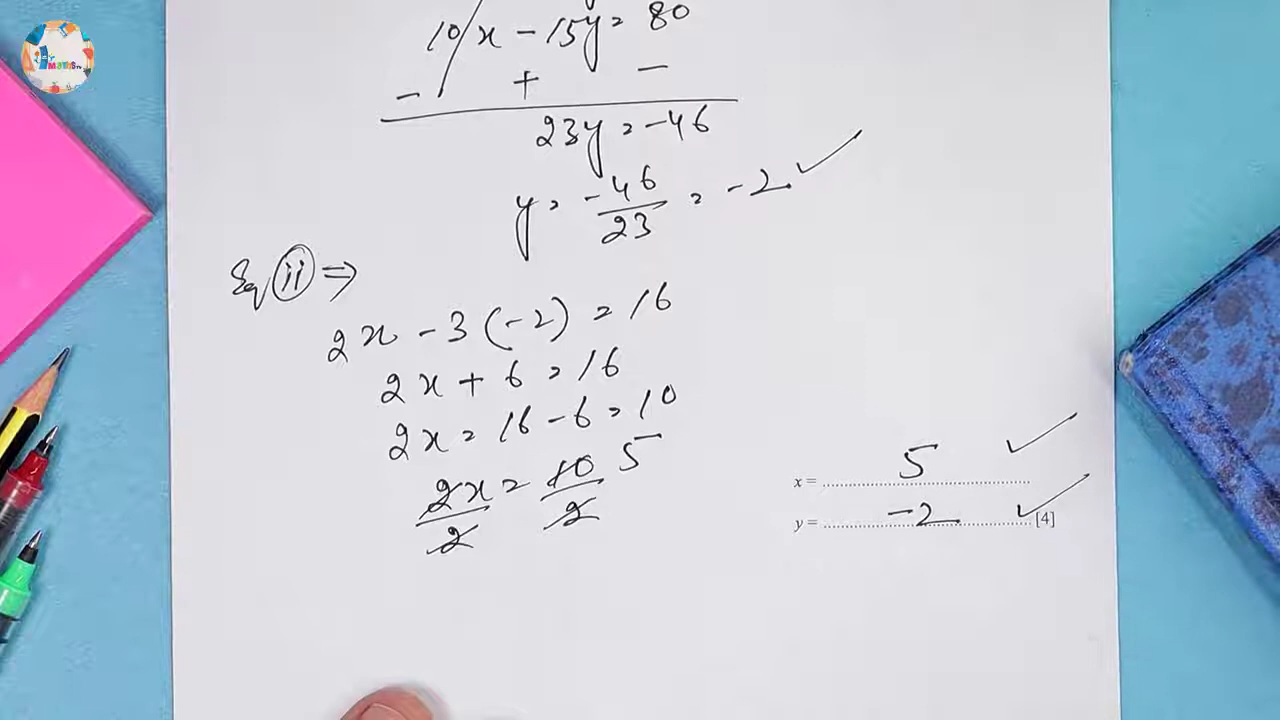 10x - 15y = 80
- + -
23y = -46
y = -46/23 = -2 ✓
Eq (ii) ⇒
2x - 3(-2) = 16
2x + 6 = 16
2x = 16 - 6 = 10
2x/2 = 10/2 5
x = 5 ✓
y = -2 ✓ [4]